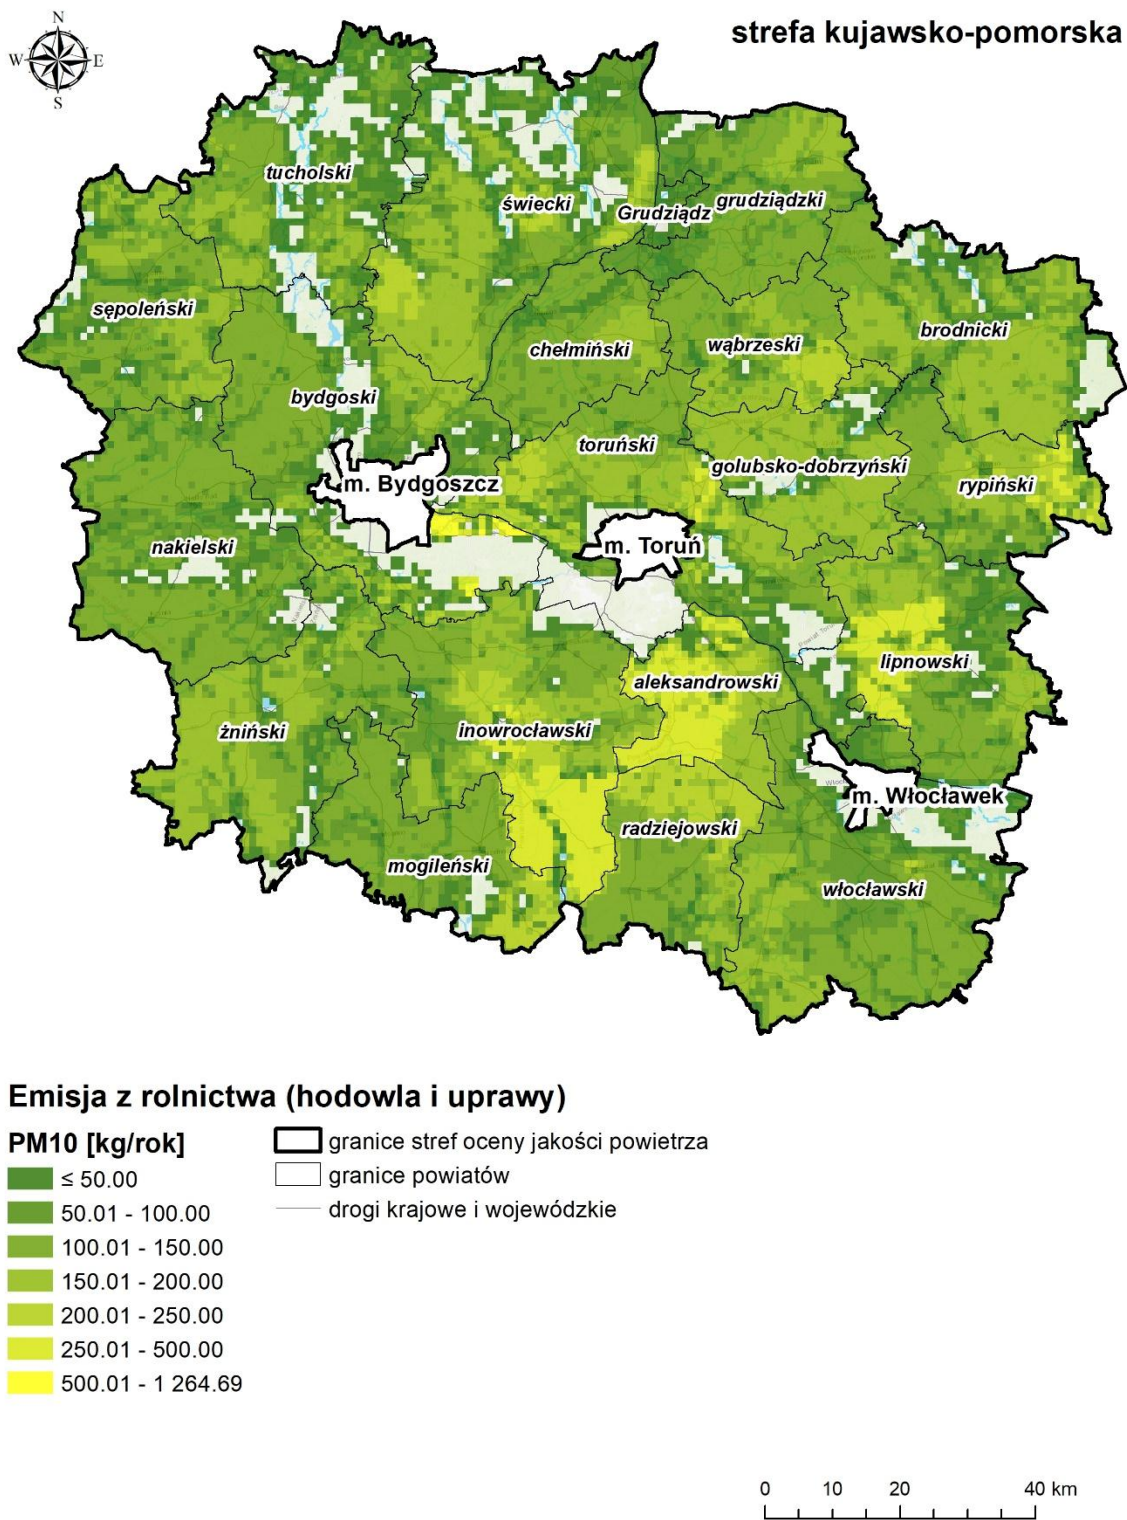 N
W E
S
strefa kujawsko-pomorska
tucholski
świecki
Grudziądz
grudziądzki
sępoleński
brodnicki
chełmiński
wąbrzeski
bydgoski
toruński
golubsko-dobrzyński
rypiński
m. Bydgoszcz
nakielski
m. Toruń
lipnowski
aleksandrowski
żniński
inowrocławski
m. Włocławek
radziejowski
mogileński
włocławski
Emisja z rolnictwa (hodowla i uprawy)
PM10 [kg/rok]
≤ 50.00
50.01 - 100.00
100.01 - 150.00
150.01 - 200.00
200.01 - 250.00
250.01 - 500.00
500.01 - 1 264.69
granice stref oceny jakości powietrza
granice powiatów
drogi krajowe i wojewódzkie
0 10 20 40 km